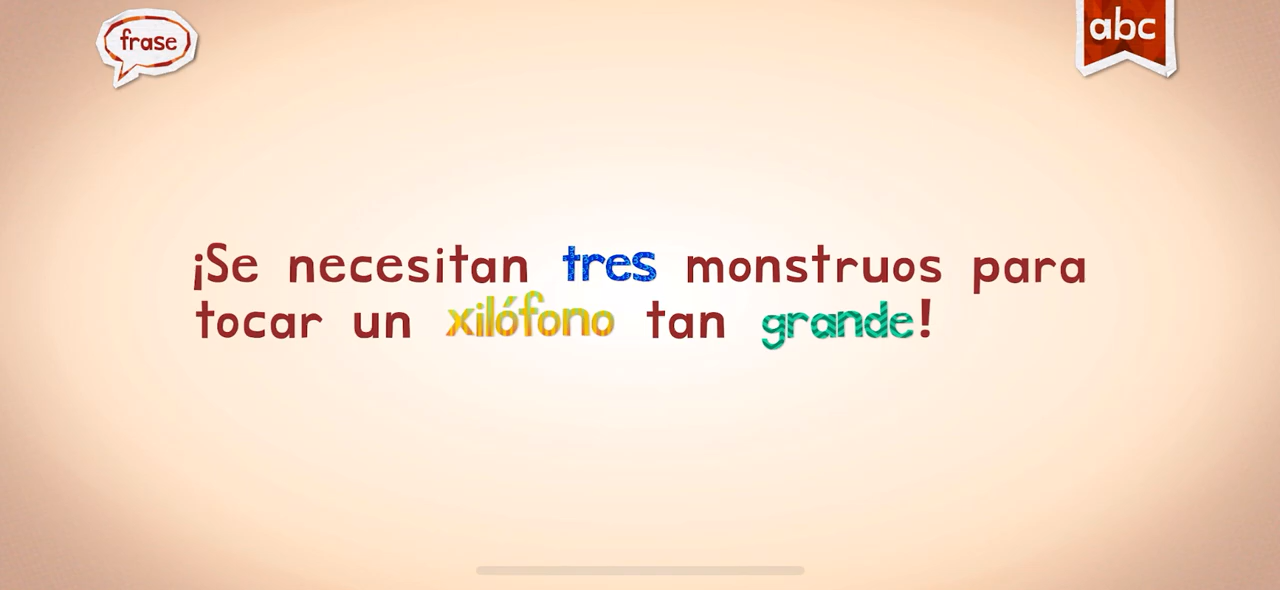 frase
abc
¡Se necesitan tres monstruos para
tocar un xilófono tan grande!